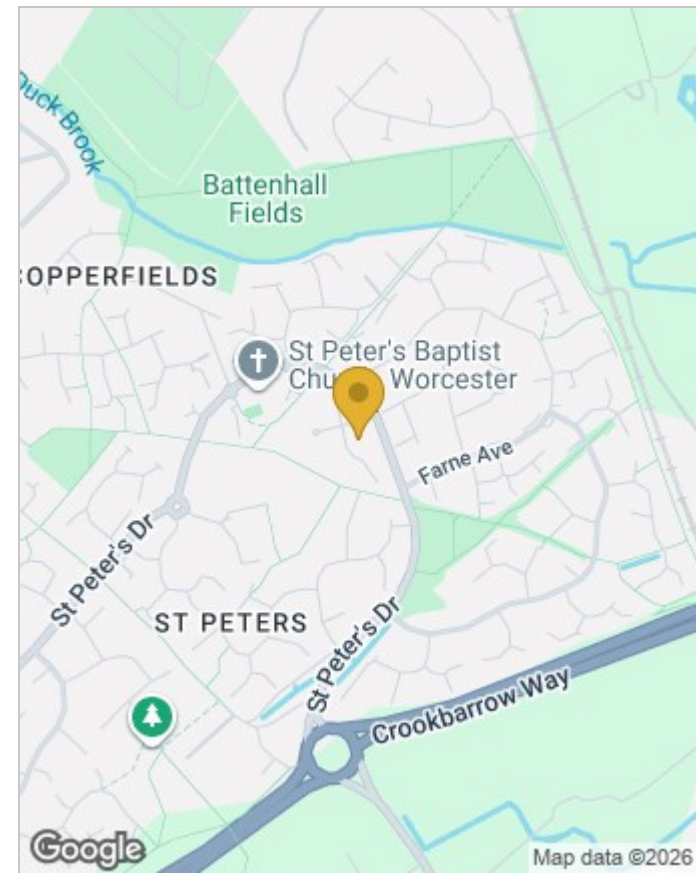 Duck Brook
Battenhall
Fields
COPPERFIELDS
St Peter's Baptist
Church, Worcester
Farne Ave
St Peter's Dr
ST PETERS
St Peter's Dr
Crookbarrow Way
Google
Map data ©2026